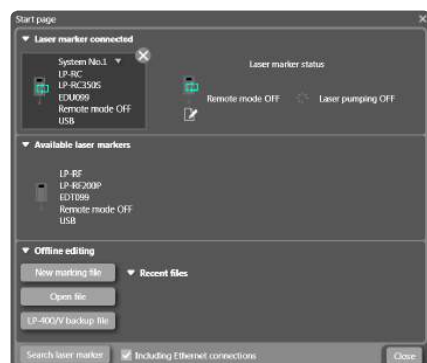 Start page
Laser marker connected
System No.1
LP-RC
LP-RC350S
EDU099
Remote mode OFF
USB
Laser marker status
Remote mode OFF
Laser pumping OFF
Available laser markers
LP-RF
LP-RF200P
EDT099
Remote mode OFF
USB
Offline editing
New marking file
Recent files
Open file
LP-400/V backup file
Search laser marker
Including Ethernet connections
Close